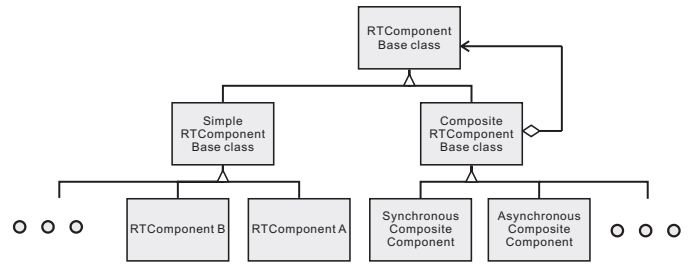 RTComponent
Base class
Simple
RTComponent
Base class
Composite
RTComponent
Base class
RTComponent B
RTComponent A
Synchronous
Composite
Component
Asynchronous
Composite
Component